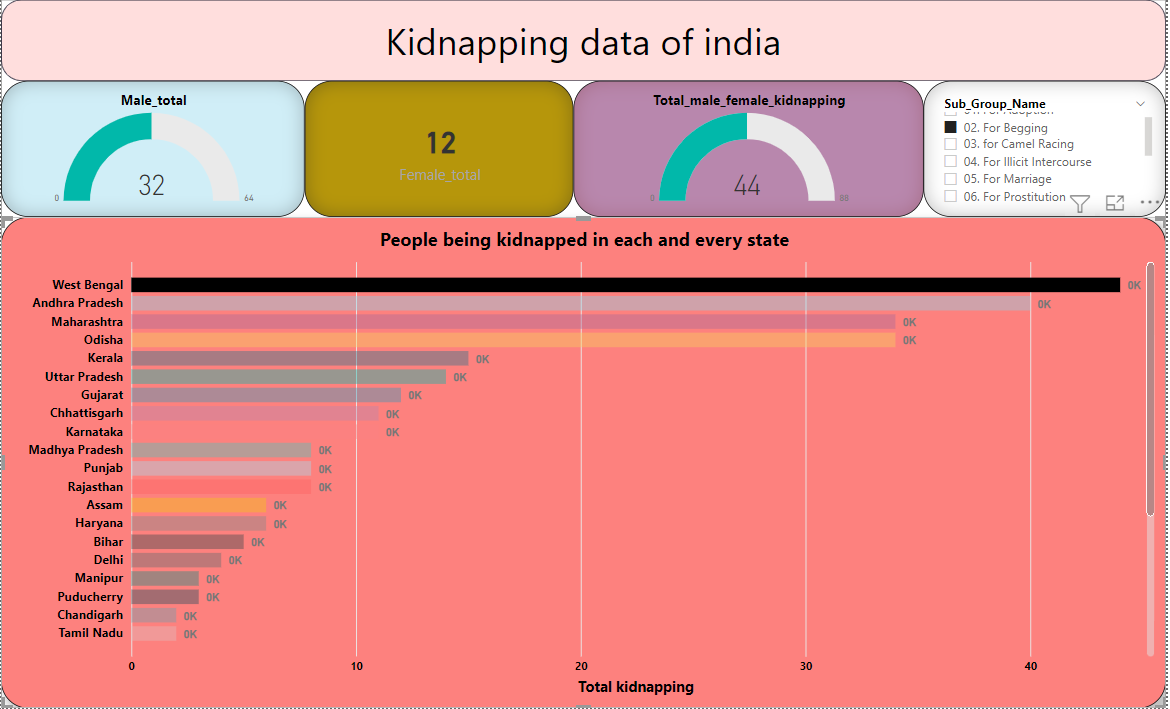 Kidnapping data of india
Male_total
32
0
64
12
Female_total
Total_male_female_kidnapping
44
0
88
Sub_Group_Name
02. For Begging
03. for Camel Racing
04. For Illicit Intercourse
05. For Marriage
06. For Prostitution
People being kidnapped in each and every state
West Bengal 0K
Andhra Pradesh 0K
Maharashtra 0K
Odisha 0K
Kerala 0K
Uttar Pradesh 0K
Gujarat 0K
Chhattisgarh 0K
Karnataka 0K
Madhya Pradesh 0K
Punjab 0K
Rajasthan 0K
Assam 0K
Haryana 0K
Bihar 0K
Delhi 0K
Manipur 0K
Puducherry 0K
Chandigarh 0K
Tamil Nadu 0K
0 10 20 30 40
Total kidnapping